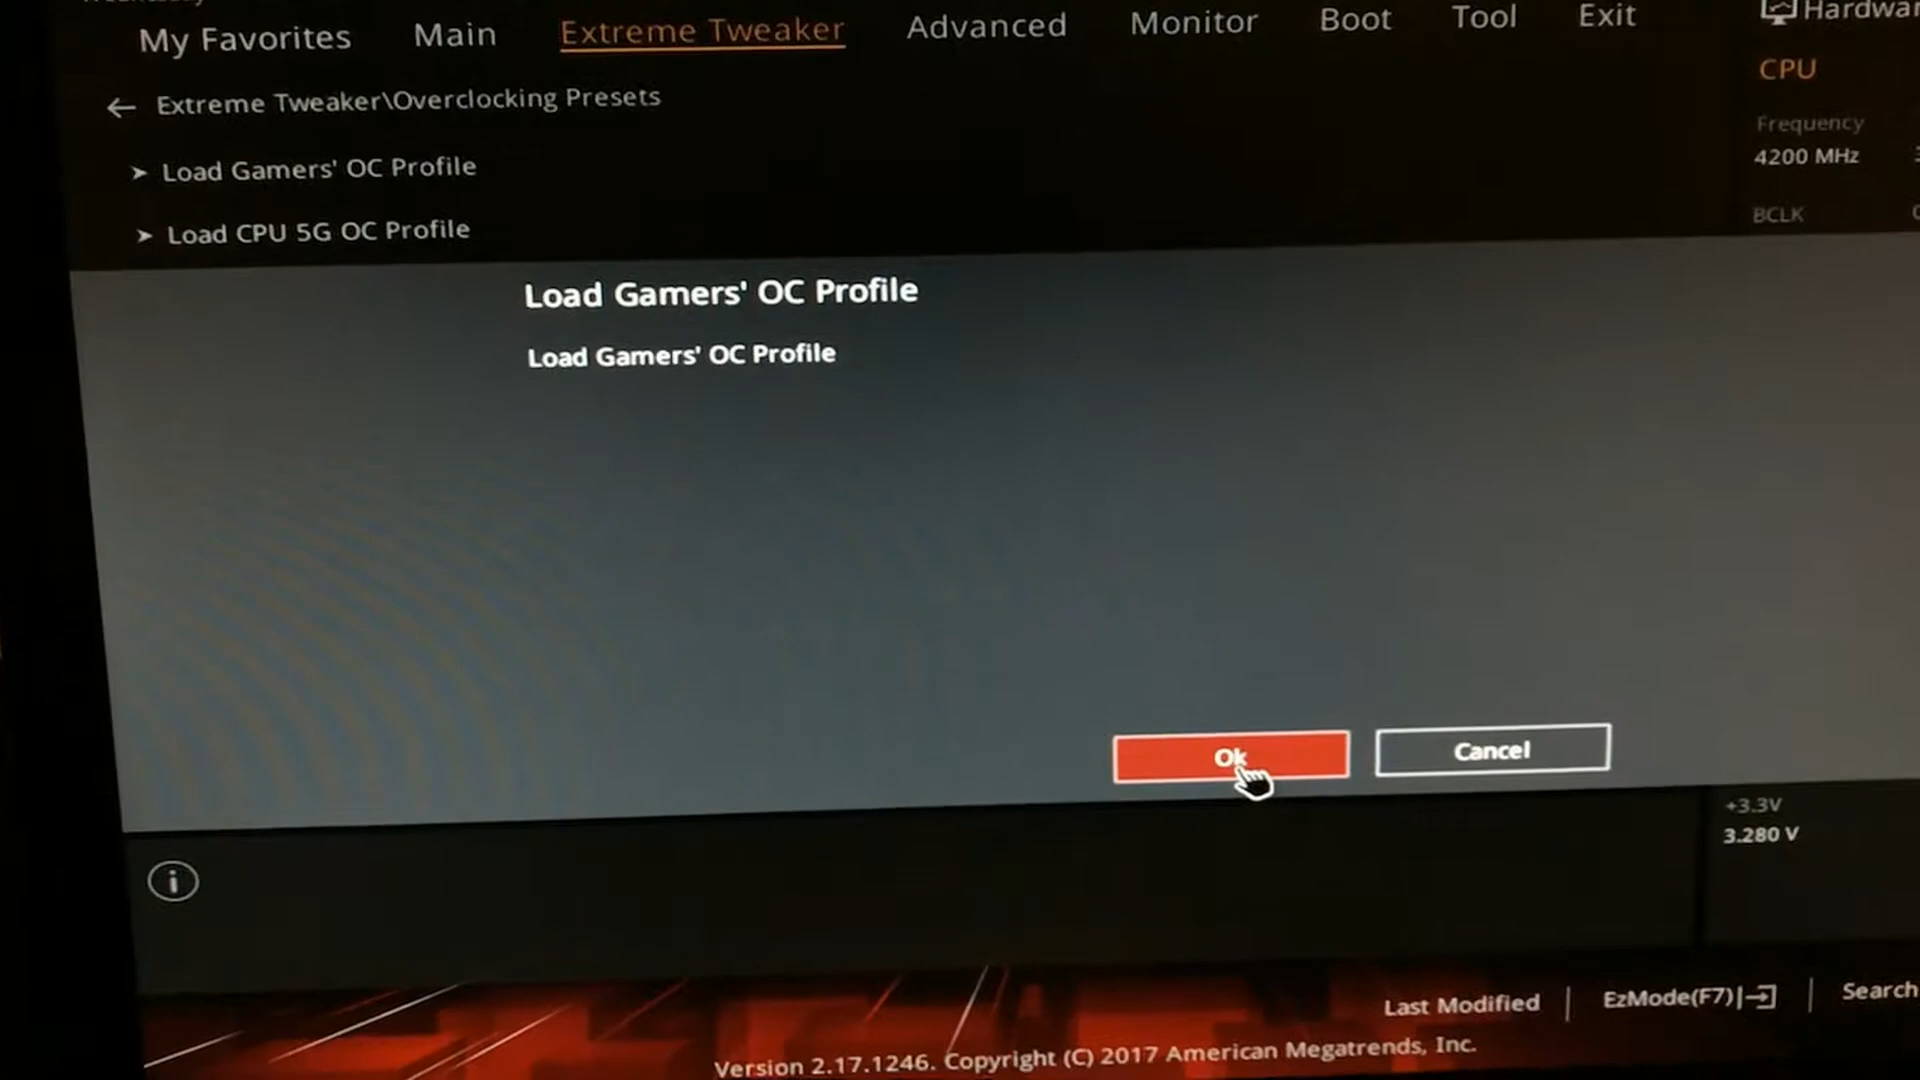 My Favorites Main Extreme Tweaker Advanced Monitor Boot Tool Exit
Extreme Tweaker\Overclocking Presets
Load Gamers' OC Profile
Load CPU 5G OC Profile
Load Gamers' OC Profile
Load Gamers' OC Profile
Ok Cancel
CPU
Frequency
4200 MHz
BCLK
+3.3V
3.280 V
Last Modified | EzMode(F7) | Search
Version 2.17.1246. Copyright (C) 2017 American Megatrends, Inc.